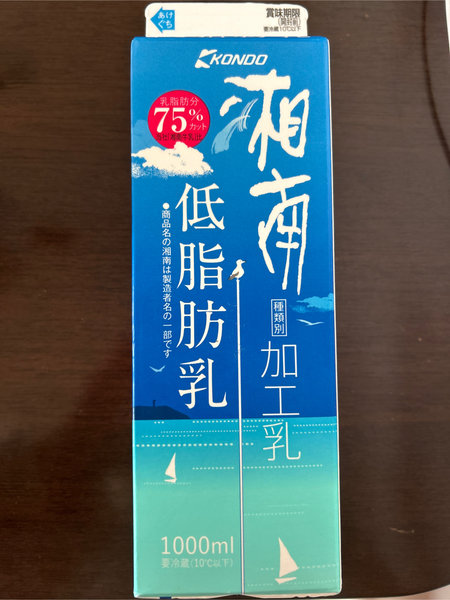 あけ
ぐち
賞味期限
(開封前)
要冷蔵10℃以下
KONDO
乳脂肪分
75%
カット
湘南
低脂肪乳
●商品名の湘南は製造者名の一部です
種類別
加工乳
1000ml
要冷蔵(10℃以下)